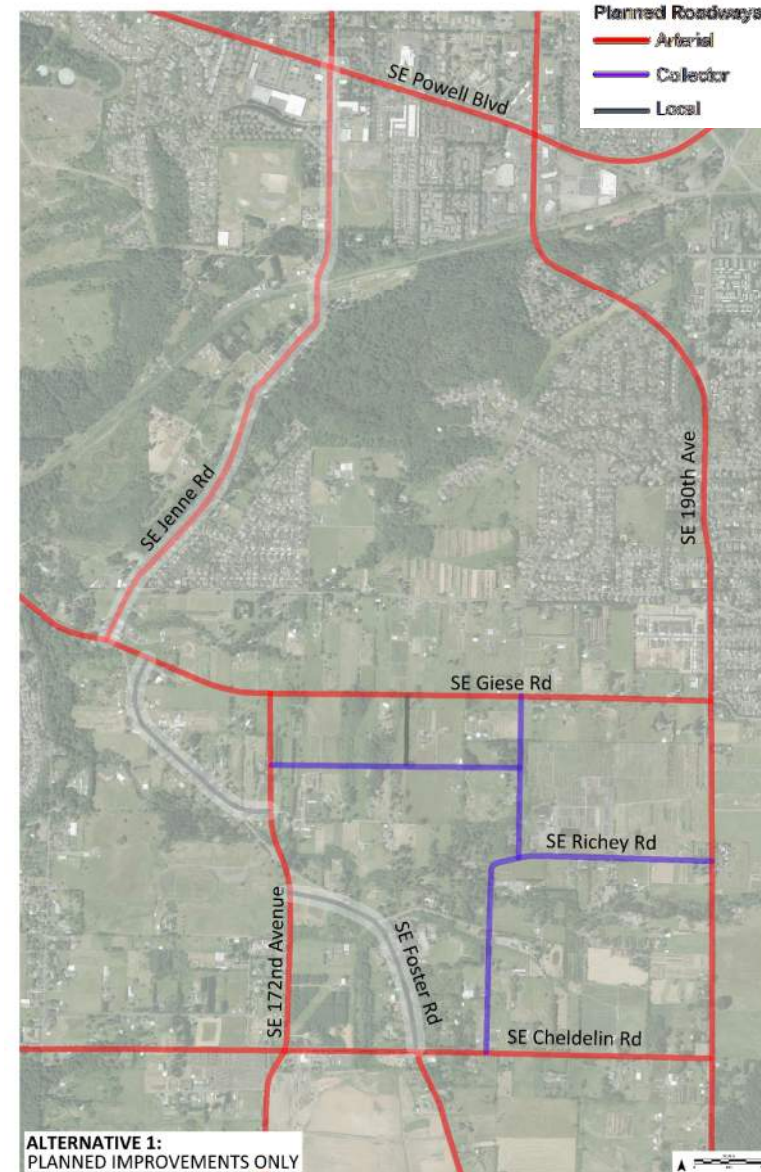 Planned Roadways
Arterial
Collector
Local
SE Powell Blvd
SE Jenne Rd
SE 190th Ave
SE Giese Rd
SE Richey Rd
SE 172nd Avenue
SE Foster Rd
SE Cheldelin Rd
ALTERNATIVE 1:
PLANNED IMPROVEMENTS ONLY